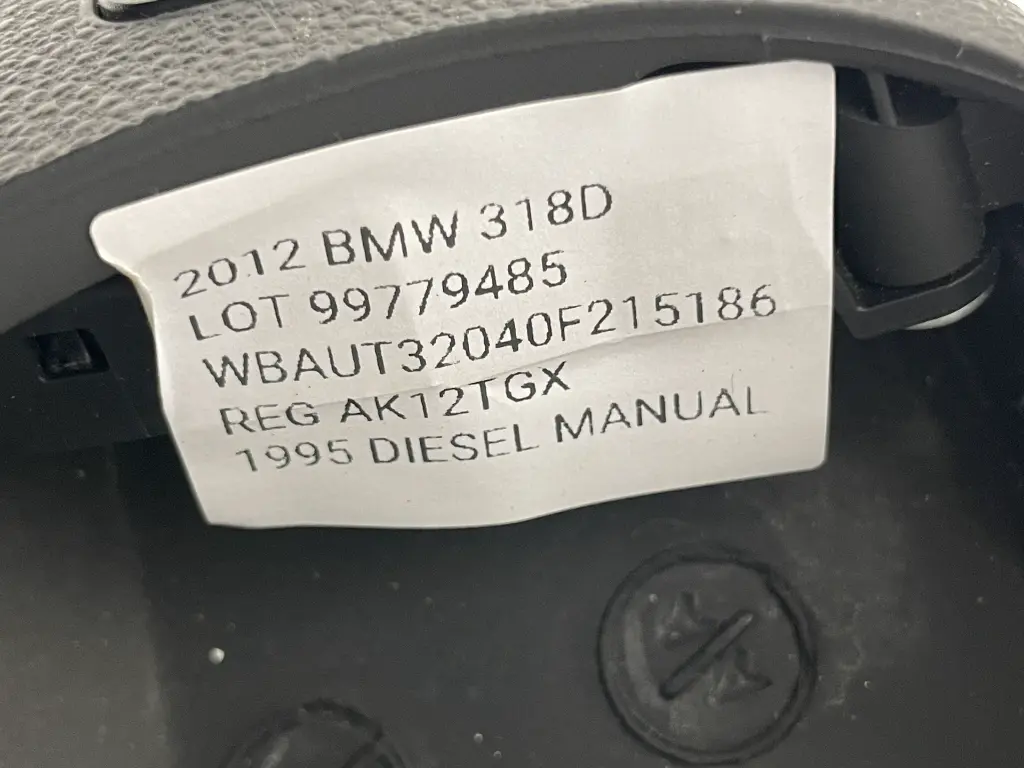 2012 BMW 318D
LOT 99779485
WBAUT32040F215186
REG AK12TGX
1995 DIESEL MANUAL